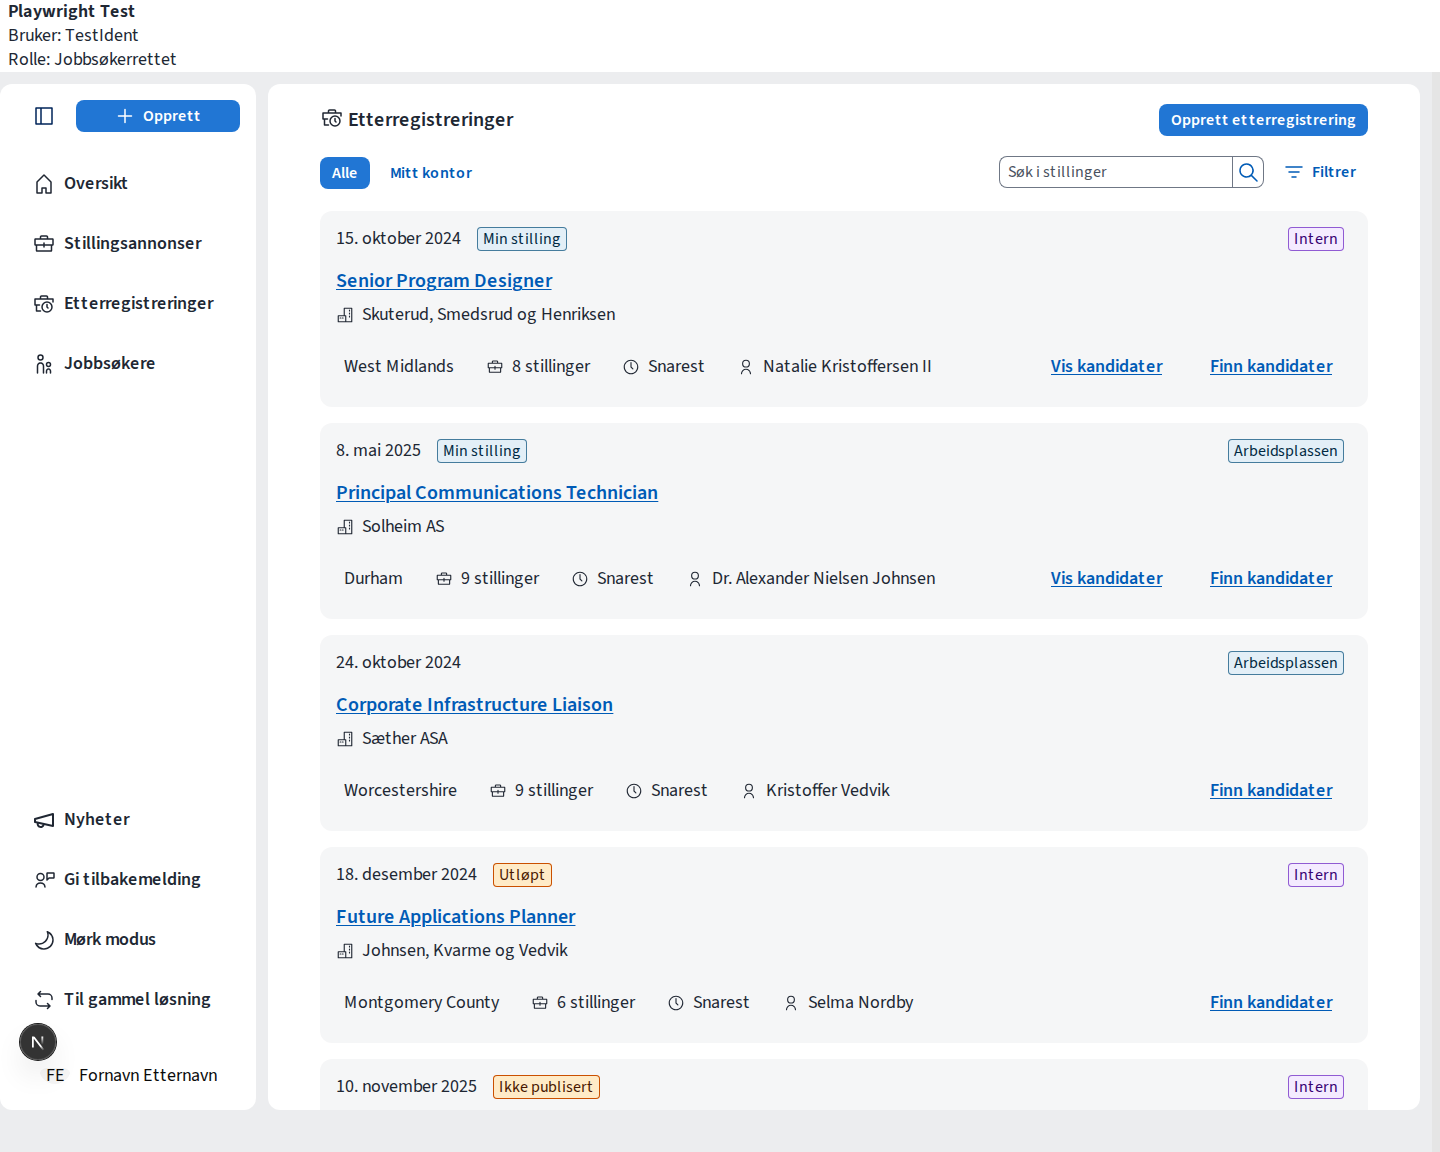 Playwright Test
Bruker: TestIdent
Rolle: Jobbsøkerrettet
Opprett
Oversikt
Stillingsannonser
Etterregistreringer
Jobbsøkere
Nyheter
Gi tilbakemelding
Mørk modus
Til gammel løsning
N
FE Fornavn Etternavn
Etterregistreringer
Opprett etterregistrering
Alle Mitt kontor
Søk i stillinger
Filtrer
15. oktober 2024 Min stilling Intern
Senior Program Designer
Skuterud, Smedsrud og Henriksen
West Midlands 8 stillinger Snarest Natalie Kristoffersen II Vis kandidater Finn kandidater
8. mai 2025 Min stilling Arbeidsplassen
Principal Communications Technician
Solheim AS
Durham 9 stillinger Snarest Dr. Alexander Nielsen Johnsen Vis kandidater Finn kandidater
24. oktober 2024 Arbeidsplassen
Corporate Infrastructure Liaison
Sæther ASA
Worcestershire 9 stillinger Snarest Kristoffer Vedvik Finn kandidater
18. desember 2024 Utløpt Intern
Future Applications Planner
Johnsen, Kvarme og Vedvik
Montgomery County 6 stillinger Snarest Selma Nordby Finn kandidater
10. november 2025 Ikke publisert Intern